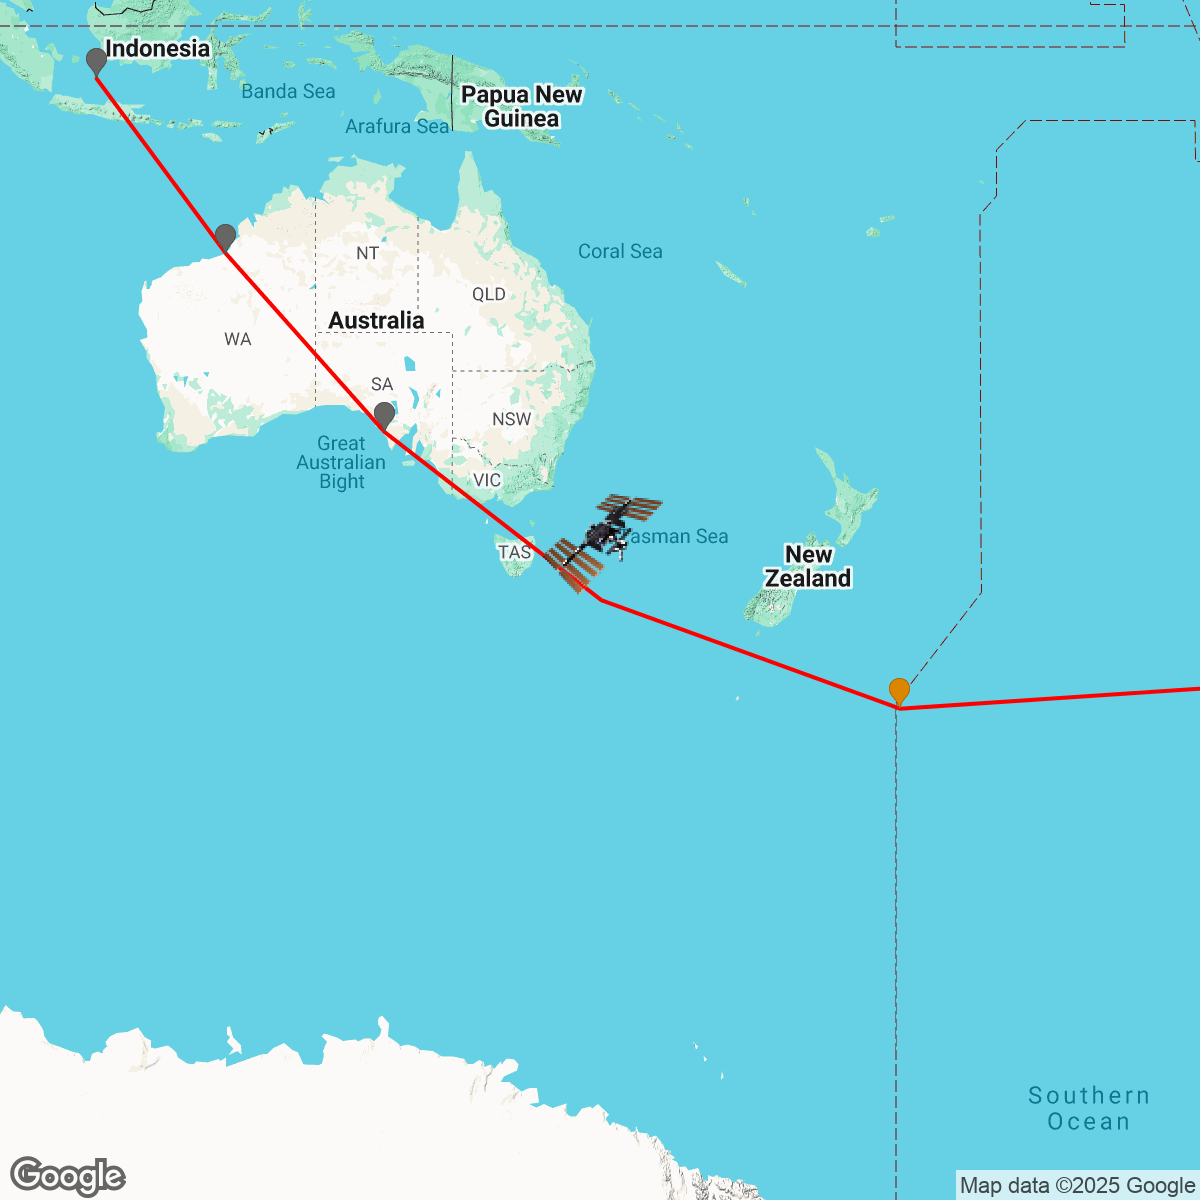 Indonesia
Banda Sea
Papua New
Guinea
Arafura Sea
Coral Sea
NT
QLD
Australia
WA
SA
NSW
Great
Australian
Bight
VIC
asman Sea
TAS
New
Zealand
Southern
Ocean
Google
Map data ©2025 Google